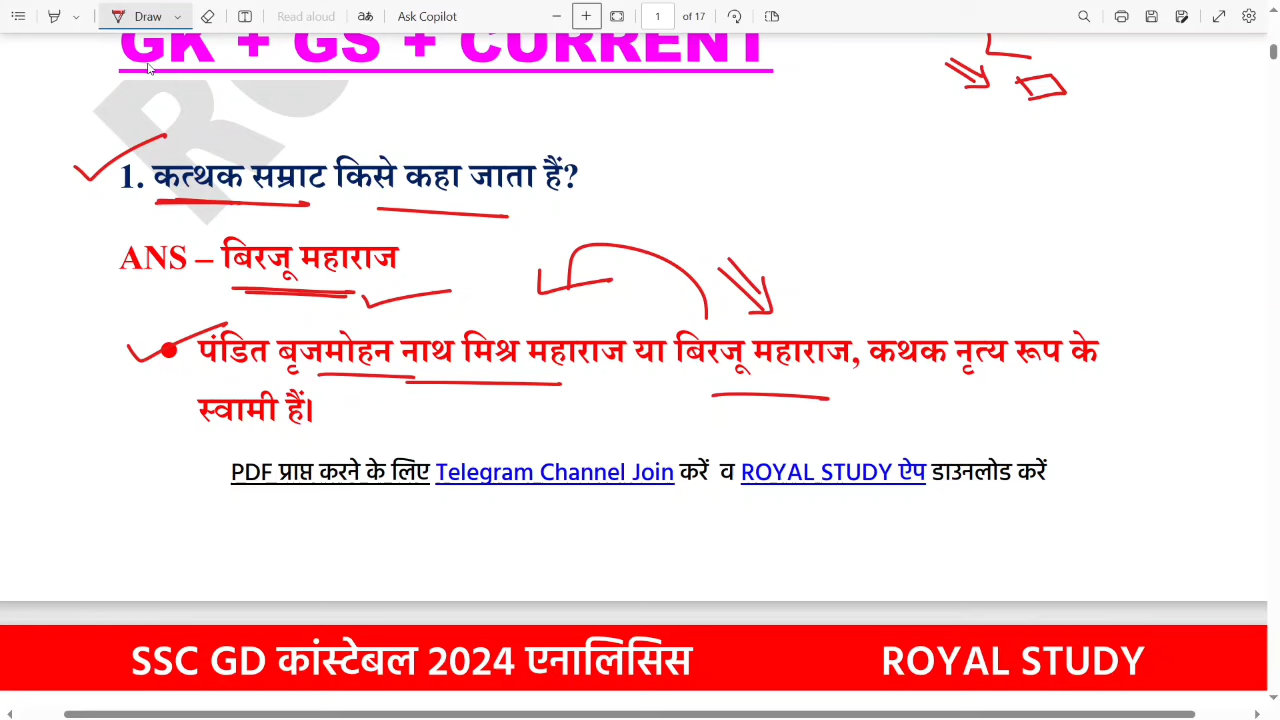 Draw
Read aloud
aあ
Ask Copilot
1 of 17
GK + GS + CURRENT
1. कत्थक सम्राट किसे कहा जाता हैं?
ANS – बिरजू महाराज
पंडित बृजमोहन नाथ मिश्र महाराज या बिरजू महाराज, कथक नृत्य रूप के
स्वामी हैं।
PDF प्राप्त करने के लिए Telegram Channel Join करें व ROYAL STUDY ऐप डाउनलोड करें
SSC GD कांस्टेबल 2024 एनालिसिस
ROYAL STUDY